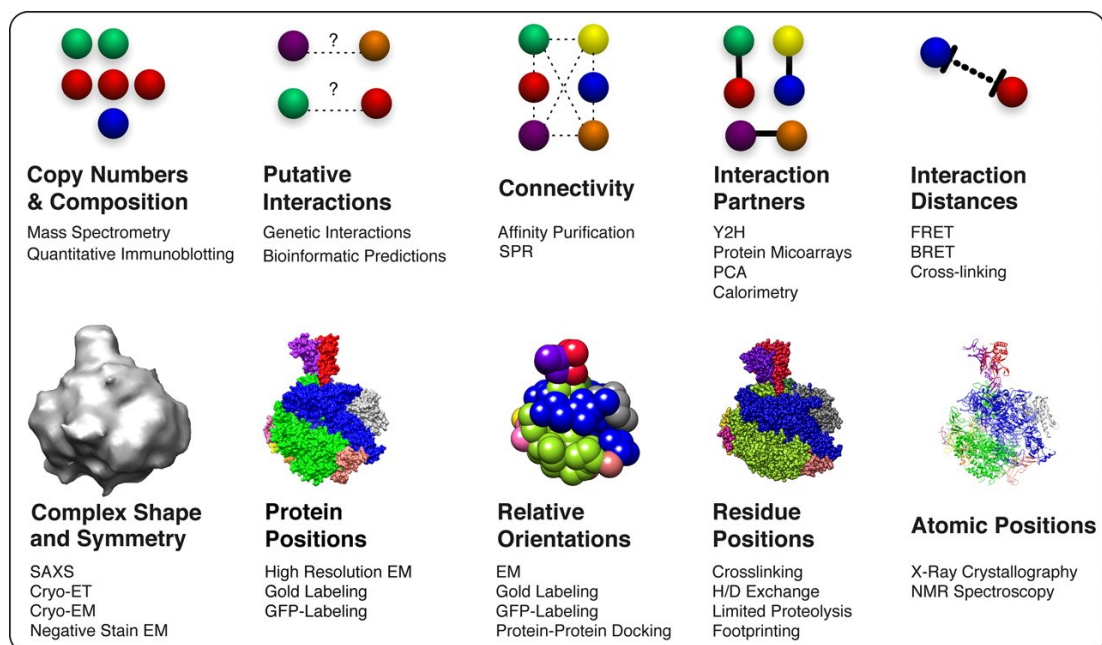 ?
?
Copy Numbers
& Composition
Mass Spectrometry
Quantitative Immunoblotting
Putative
Interactions
Genetic Interactions
Bioinformatic Predictions
Connectivity
Affinity Purification
SPR
Interaction
Partners
Y2H
Protein Micoarrays
PCA
Calorimetry
Interaction
Distances
FRET
BRET
Cross-linking
Complex Shape
and Symmetry
SAXS
Cryo-ET
Cryo-EM
Negative Stain EM
Protein
Positions
High Resolution EM
Gold Labeling
GFP-Labeling
Relative
Orientations
EM
Gold Labeling
GFP-Labeling
Protein-Protein Docking
Residue
Positions
Crosslinking
H/D Exchange
Limited Proteolysis
Footprinting
Atomic Positions
X-Ray Crystallography
NMR Spectroscopy